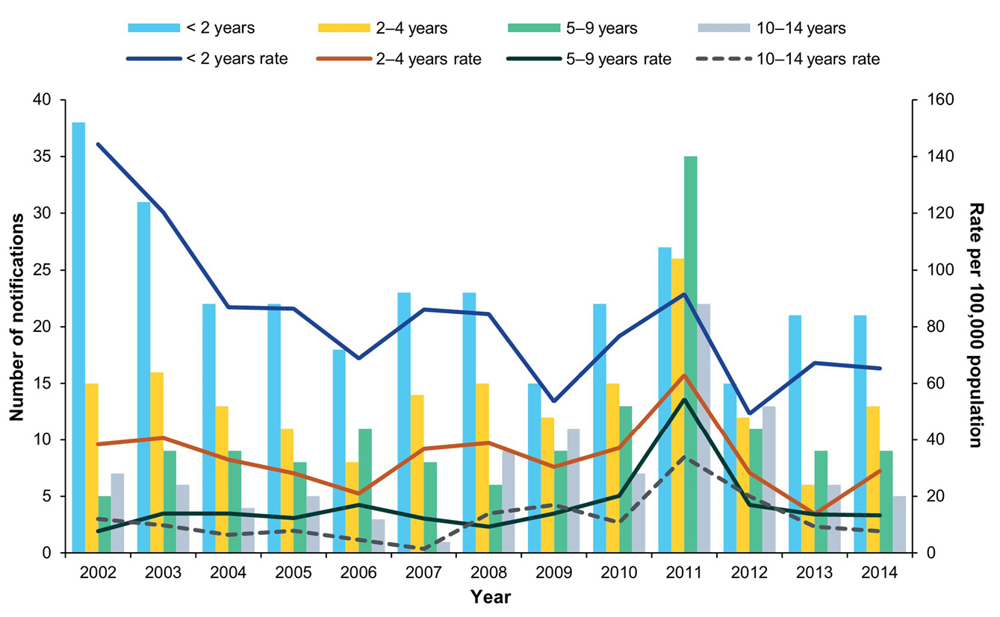 < 2 years 2–4 years 5–9 years 10–14 years
< 2 years rate 2–4 years rate 5–9 years rate 10–14 years rate
40 160
35 140
30 120
25 100
20 80
15 60
10 40
5 20
0 0
Number of notifications
Rate per 100,000 population
2002 2003 2004 2005 2006 2007 2008 2009 2010 2011 2012 2013 2014
Year